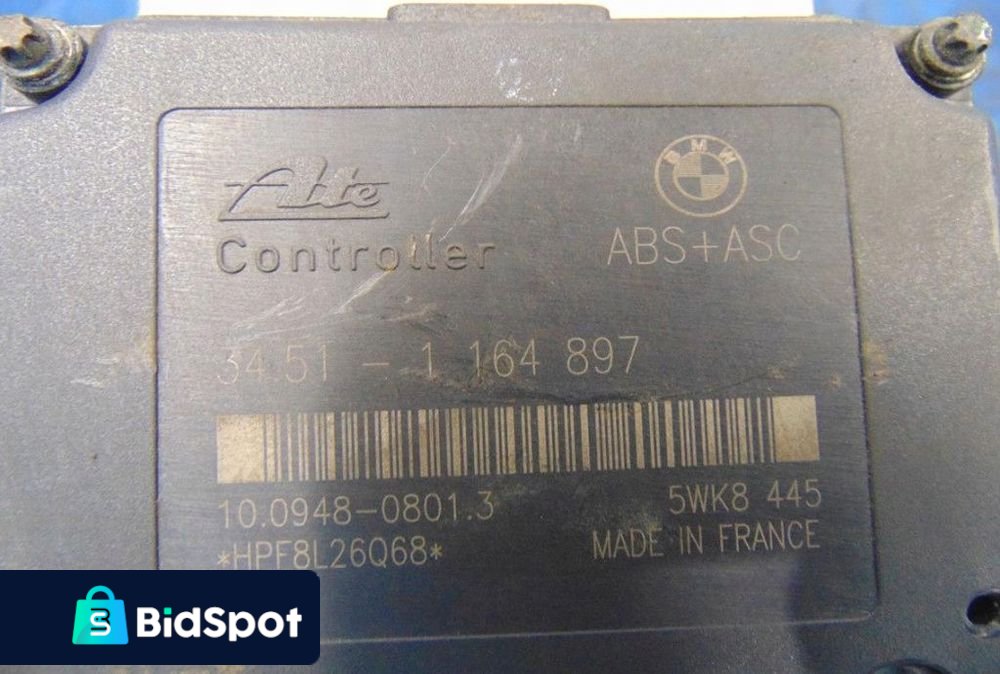 Ate
Controller
BMW
ABS+ASC
34.51 - 1 164 897
10.0948-0801.3
5WK8 445
*HPF8L26Q68*
MADE IN FRANCE
BidSpot